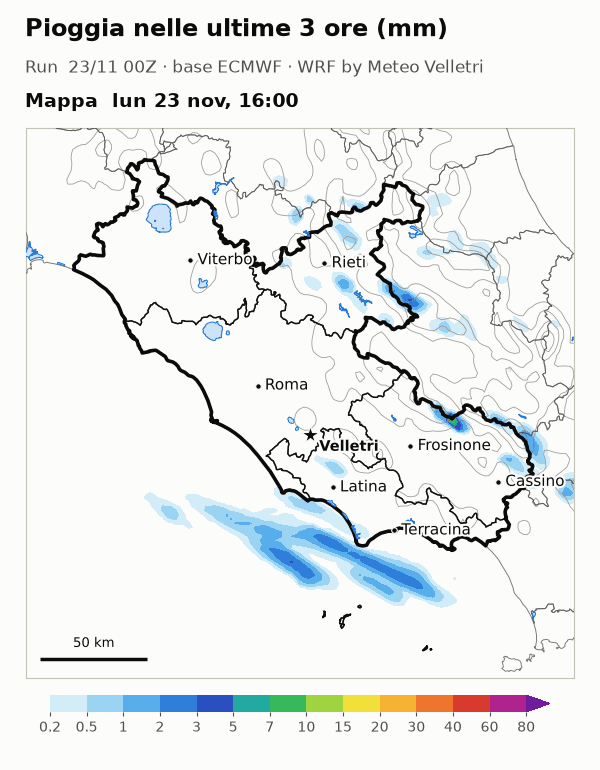 Pioggia nelle ultime 3 ore (mm)
Run  23/11 00Z · base ECMWF · WRF by Meteo Velletri
Mappa  lun 23 nov, 16:00
Viterbo
Rieti
Roma
Velletri
Frosinone
Latina
Cassino
Terracina
50 km
0.2 0.5 1 2 3 5 7 10 15 20 30 40 60 80